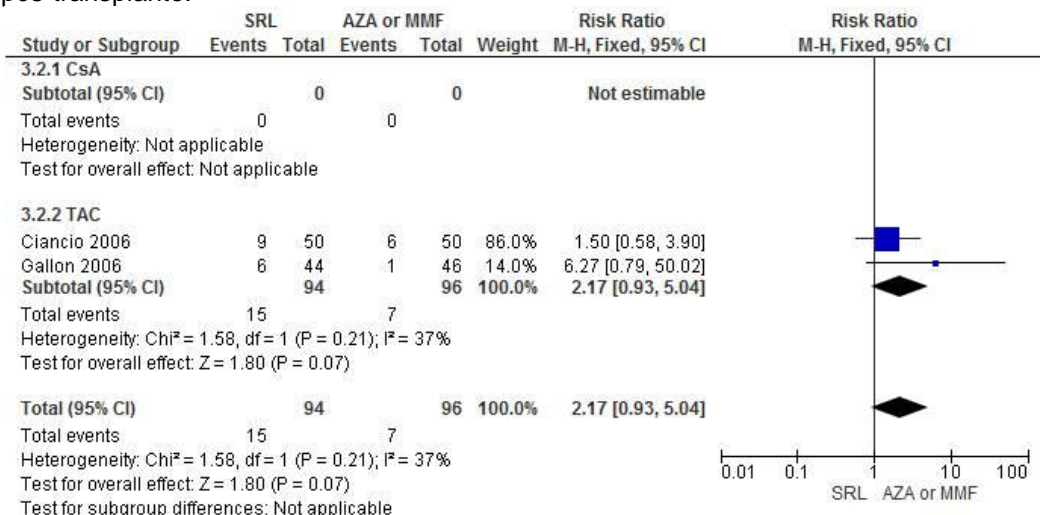 pós transplante.
SRL AZA or MMF Risk Ratio Risk Ratio
Study or Subgroup Events Total Events Total Weight M-H, Fixed, 95% CI M-H, Fixed, 95% CI
3.2.1 CsA
Subtotal (95% CI) 0 0 Not estimable
Total events 0 0
Heterogeneity: Not applicable
Test for overall effect: Not applicable
3.2.2 TAC
Ciancio 2006 9 50 6 50 86.0% 1.50 [0.58, 3.90]
Gallon 2006 6 44 1 46 14.0% 6.27 [0.79, 50.02]
Subtotal (95% CI) 94 96 100.0% 2.17 [0.93, 5.04]
Total events 15 7
Heterogeneity: Chi² = 1.58, df = 1 (P = 0.21); I² = 37%
Test for overall effect: Z = 1.80 (P = 0.07)
Total (95% CI) 94 96 100.0% 2.17 [0.93, 5.04]
Total events 15 7
Heterogeneity: Chi² = 1.58, df = 1 (P = 0.21); I² = 37%
Test for overall effect: Z = 1.80 (P = 0.07)
Test for subgroup differences: Not applicable
0.01 0.1 1 10 100
SRL AZA or MMF